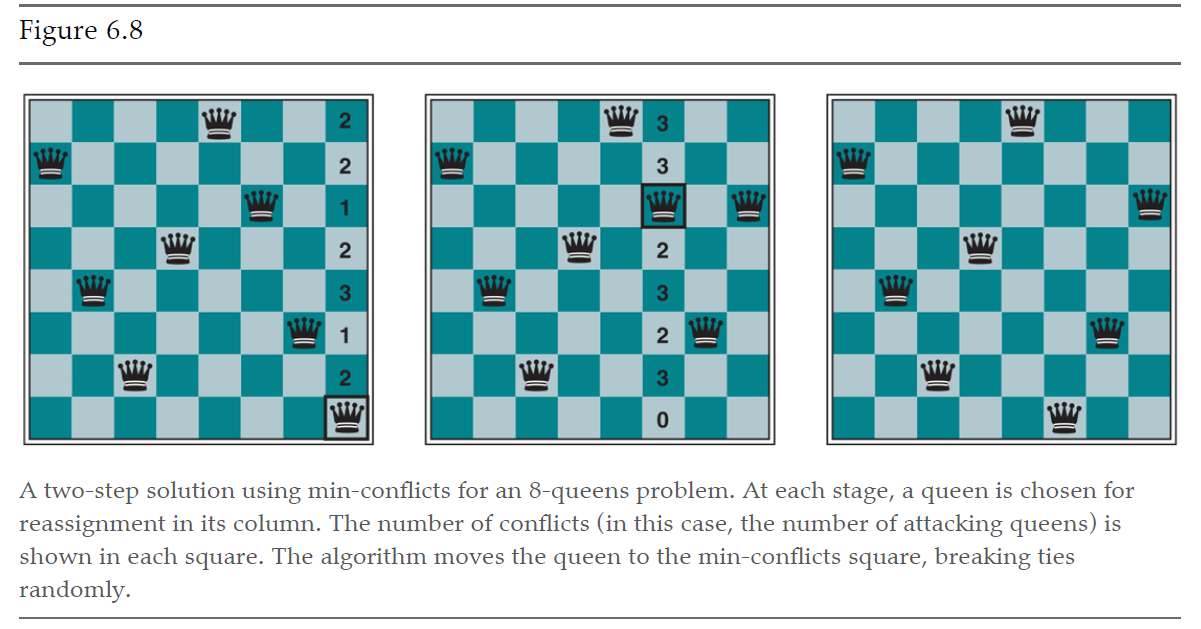 Figure 6.8
2 3
2 3
1
2 2
3 3
1 2
2 3
0
A two-step solution using min-conflicts for an 8-queens problem. At each stage, a queen is chosen for
reassignment in its column. The number of conflicts (in this case, the number of attacking queens) is
shown in each square. The algorithm moves the queen to the min-conflicts square, breaking ties
randomly.